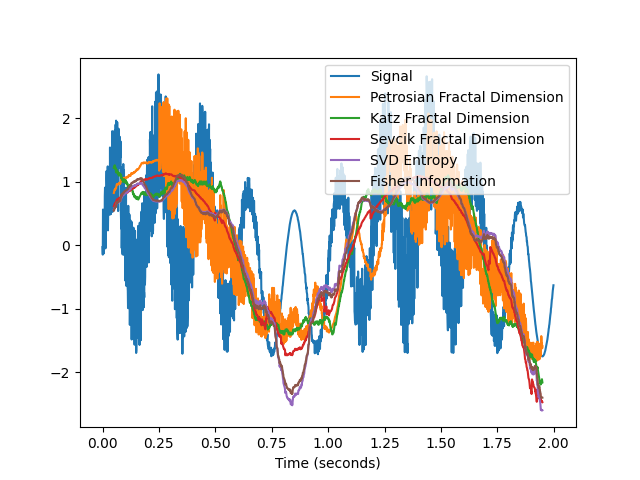 Signal
Petrosian Fractal Dimension
Katz Fractal Dimension
Sevcik Fractal Dimension
SVD Entropy
Fisher Information
2
1
0
−1
−2
0.00 0.25 0.50 0.75 1.00 1.25 1.50 1.75 2.00
Time (seconds)